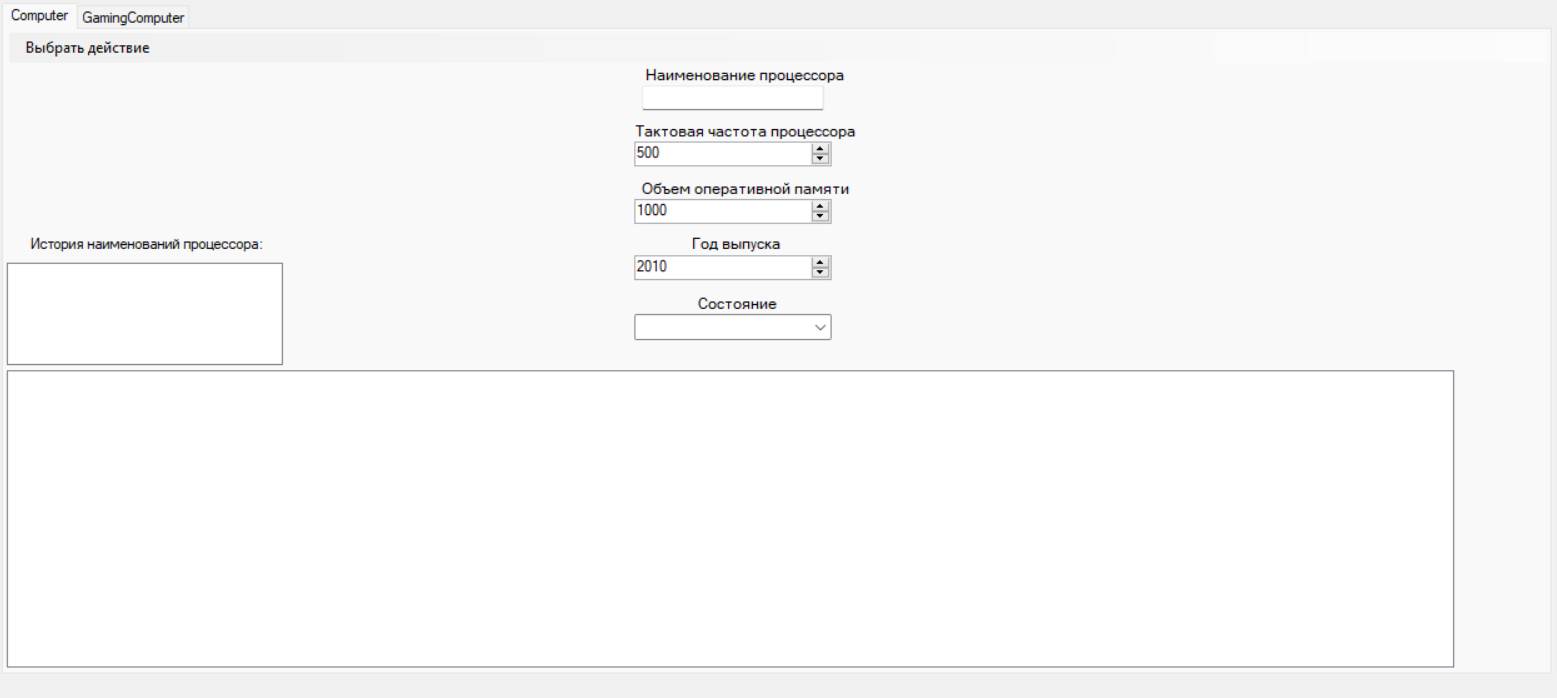 Computer GamingComputer
Выбрать действие
Наименование процессора
Тактовая частота процессора
500
Объем оперативной памяти
1000
История наименований процессора:
Год выпуска
2010
Состояние